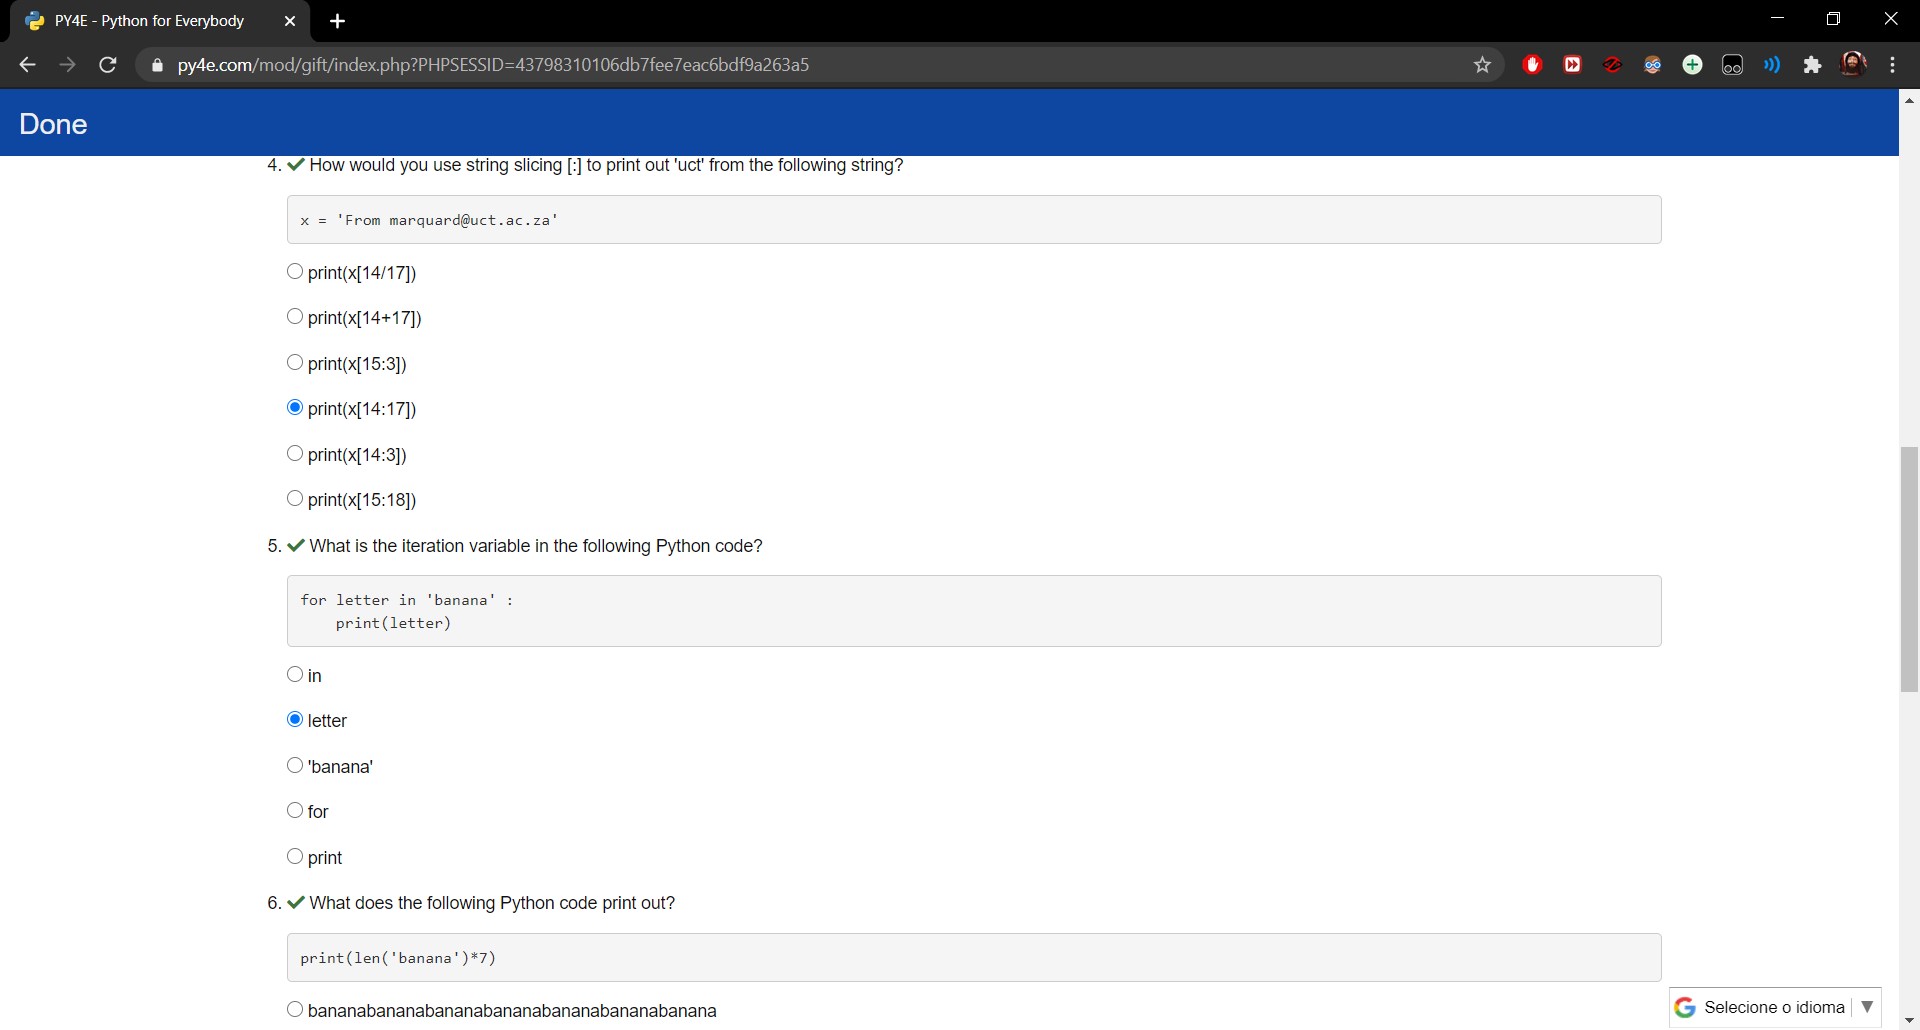 PY4E - Python for Everybody
py4e.com/mod/gift/index.php?PHPSESSID=43798310106db7fee7eac6bdf9a263a5
Done
4. How would you use string slicing [:] to print out 'uct' from the following string?
x = 'From marquard@uct.ac.za'
print(x[14/17])
print(x[14+17])
print(x[15:3])
print(x[14:17])
print(x[14:3])
print(x[15:18])
5. What is the iteration variable in the following Python code?
for letter in 'banana' :
print(letter)
in
letter
'banana'
for
print
6. What does the following Python code print out?
print(len('banana')*7)
bananabananabananabananabananabananabanana
Selecione o idioma